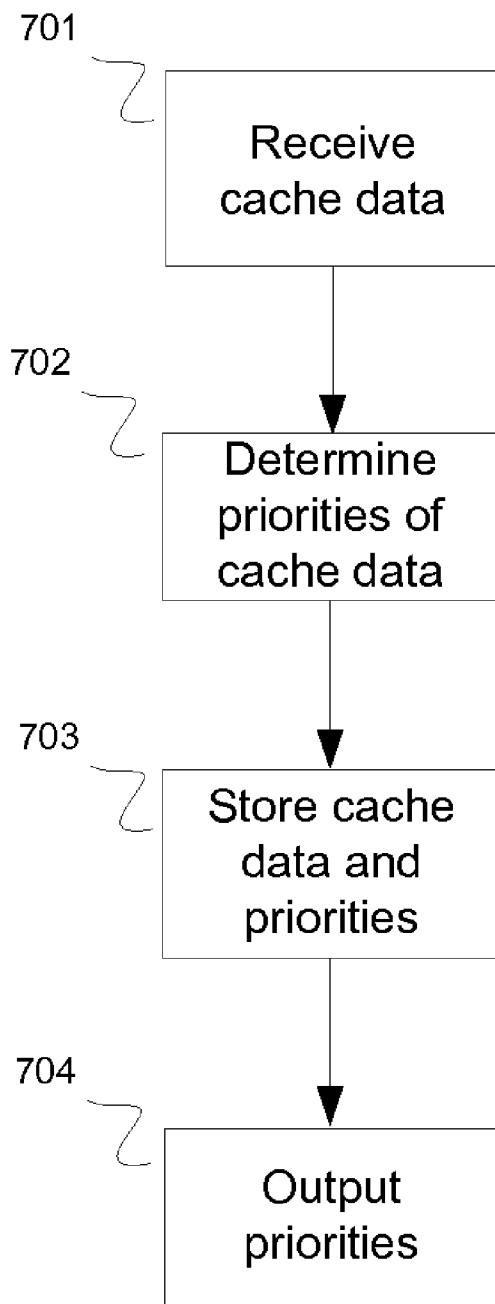 701
Receive
cache data
702
Determine
priorities of
cache data
703
Store cache
data and
priorities
704
Output
priorities